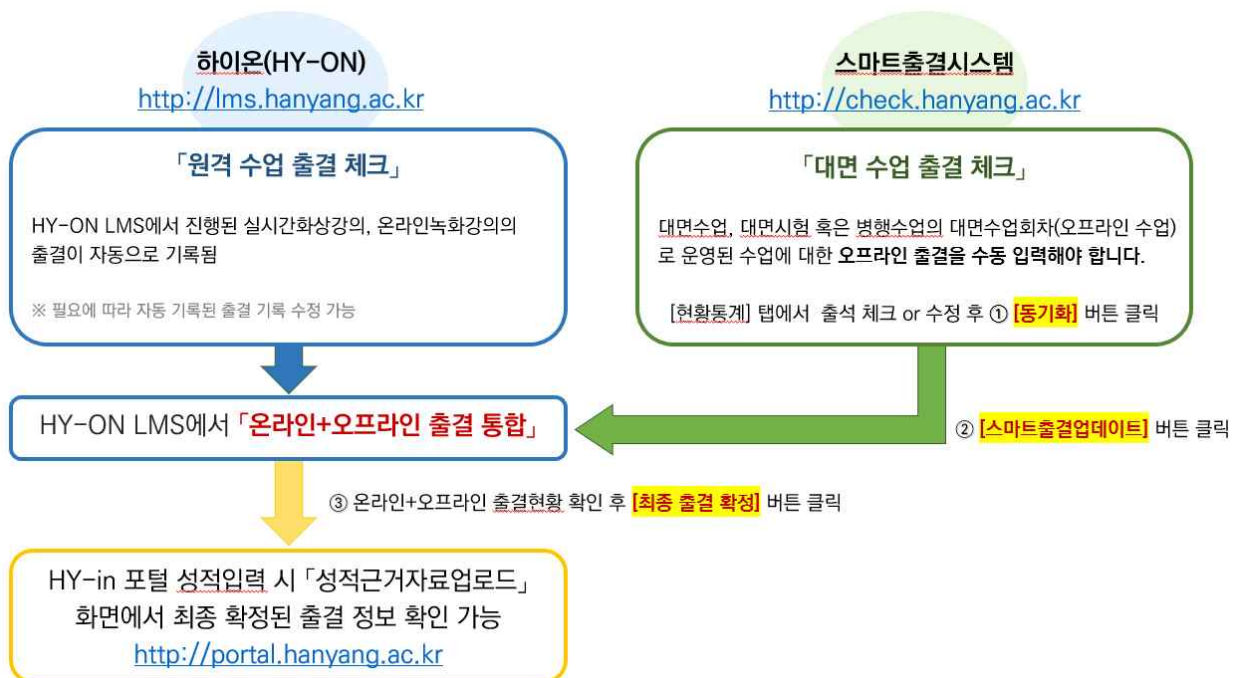 하이온(HY-ON)
http://lms.hanyang.ac.kr
「원격 수업 출결 체크」
HY-ON LMS에서 진행된 실시간화상강의, 온라인녹화강의의
출결이 자동으로 기록됨
※ 필요에 따라 자동 기록된 출결 기록 수정 가능
스마트출결시스템
http://check.hanyang.ac.kr
「대면 수업 출결 체크」
대면수업, 대면시험 혹은 병행수업의 대면수업회차(오프라인 수업)
로 운영된 수업에 대한 오프라인 출결을 수동 입력해야 합니다.
[현황통계] 탭에서 출석 체크 or 수정 후 ① [동기화] 버튼 클릭
HY-ON LMS에서 「온라인+오프라인 출결 통합」
② [스마트출결업데이트] 버튼 클릭
③ 온라인+오프라인 출결현황 확인 후 [최종 출결 확정] 버튼 클릭
HY-in 포털 성적입력 시 「성적근거자료업로드」
화면에서 최종 확정된 출결 정보 확인 가능
http://portal.hanyang.ac.kr